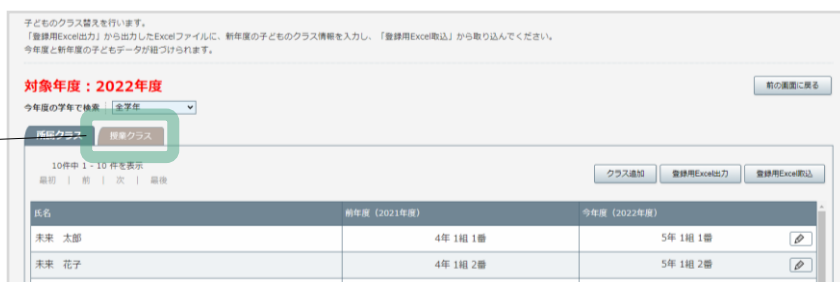 子どものクラス替えを行います。
「登録用Excel出力」から出力したExcelファイルに、新年度の子どものクラス情報を入力し、「登録用Excel取込」から取り込んでください。
今年度と新年度の子どもデータが紐づけられます。
対象年度：2022年度
前の画面に戻る
今年度の学年で検索 全学年
所属クラス 授業クラス
10件中 1 - 10 件を表示
最初 | 前 | 次 | 最後
クラス追加 登録用Excel出力 登録用Excel取込
氏名 前年度（2021年度） 今年度（2022年度）
未来 太郎 4年 1組 1番 5年 1組 1番
未来 花子 4年 1組 2番 5年 1組 2番